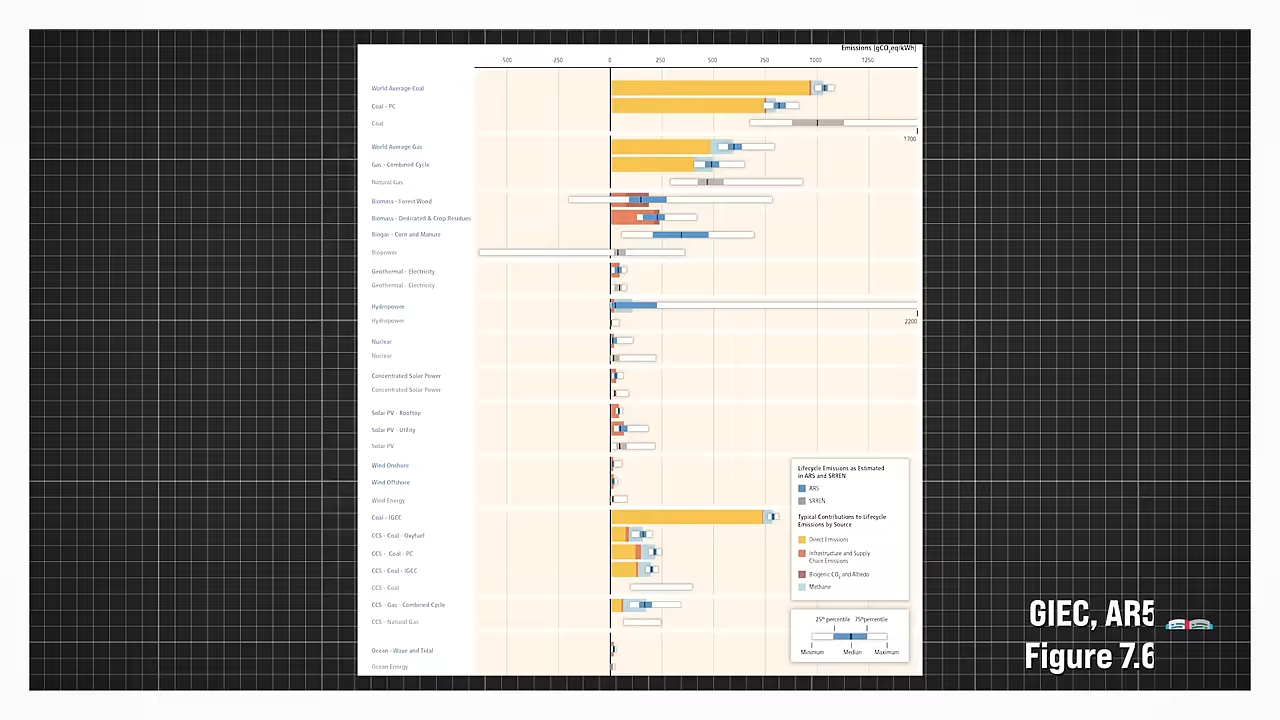 Emissions [gCO2eq/kWh]
-500 -250 0 250 500 750 1000 1250
World Average Coal
Coal - PC
Coal
1700
World Average Gas
Gas - Combined Cycle
Natural Gas
Biomass - Forest Wood
Biomass - Dedicated & Crop Residues
Biogas - Corn and Manure
Biopower
Geothermal - Electricity
Geothermal - Electricity
Hydropower
Hydropower
2200
Nuclear
Nuclear
Concentrated Solar Power
Concentrated Solar Power
Solar PV - Rooftop
Solar PV - Utility
Solar PV
Wind Onshore
Wind Offshore
Wind Energy
Coal - IGCC
CCS - Coal - Oxyfuel
CCS - Coal - PC
CCS - Coal - IGCC
CCS - Coal
CCS - Gas - Combined Cycle
CCS - Natural Gas
Ocean - Wave and Tidal
Ocean Energy
Lifecycle Emissions as Estimated
in AR5 and SRREN
AR5
SRREN
Typical Contributions to Lifecycle
Emissions by Source
Direct Emissions
Infrastructure and Supply
Chain Emissions
Biogenic CO2 and Albedo
Methane
25th percentile 75th percentile
Minimum Median Maximum
GIEC, AR5
Figure 7.6